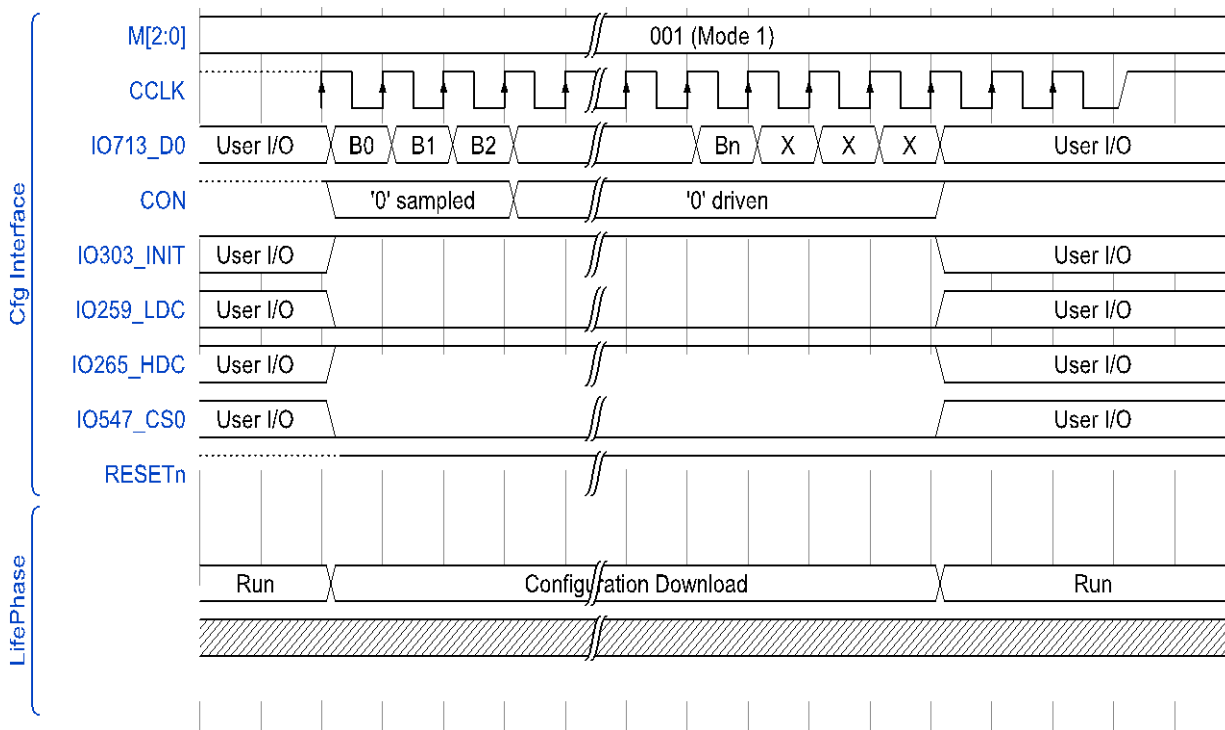 Cfg Interface
M[2:0] 001 (Mode 1)
CCLK
IO713_D0 User I/O B0 B1 B2 Bn X X X User I/O
CON '0' sampled '0' driven
IO303_INIT User I/O User I/O
IO259_LDC User I/O User I/O
IO265_HDC User I/O User I/O
IO547_CS0 User I/O User I/O
RESETn
LifePhase
Run Configuration Download Run